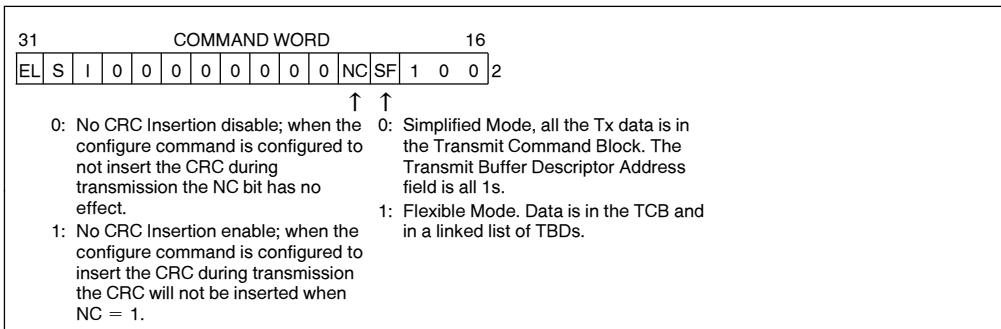 31 COMMAND WORD 16
EL S I 0 0 0 0 0 0 0 0 NC SF 1 0 0 2
↑ ↑
0: No CRC Insertion disable; when the
configure command is configured to
not insert the CRC during
transmission the NC bit has no
effect.
1: No CRC Insertion enable; when the
configure command is configured to
insert the CRC during transmission
the CRC will not be inserted when
NC = 1.
0: Simplified Mode, all the Tx data is in
the Transmit Command Block. The
Transmit Buffer Descriptor Address
field is all 1s.
1: Flexible Mode. Data is in the TCB and
in a linked list of TBDs.